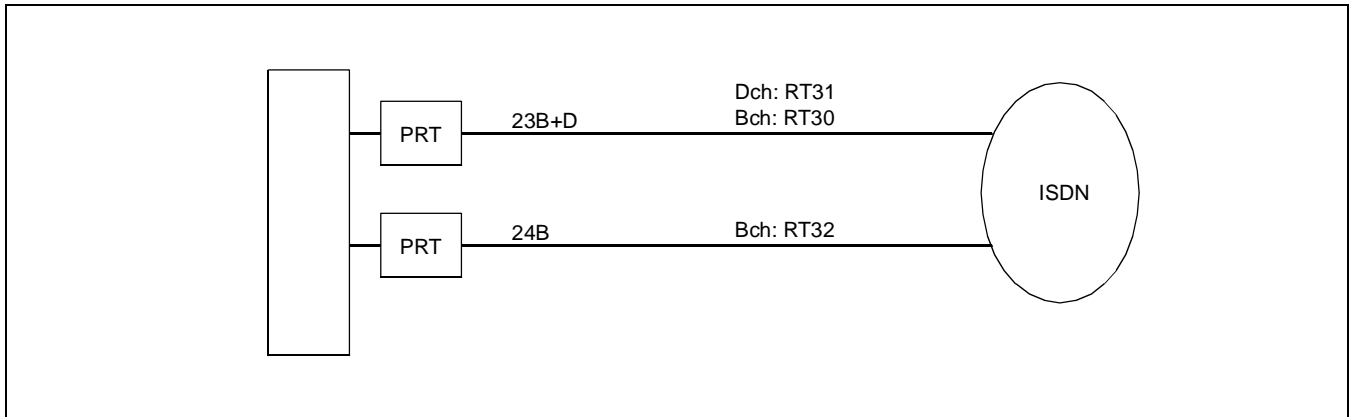 PRT
23B+D
Dch: RT31
Bch: RT30
ISDN
PRT
24B
Bch: RT32